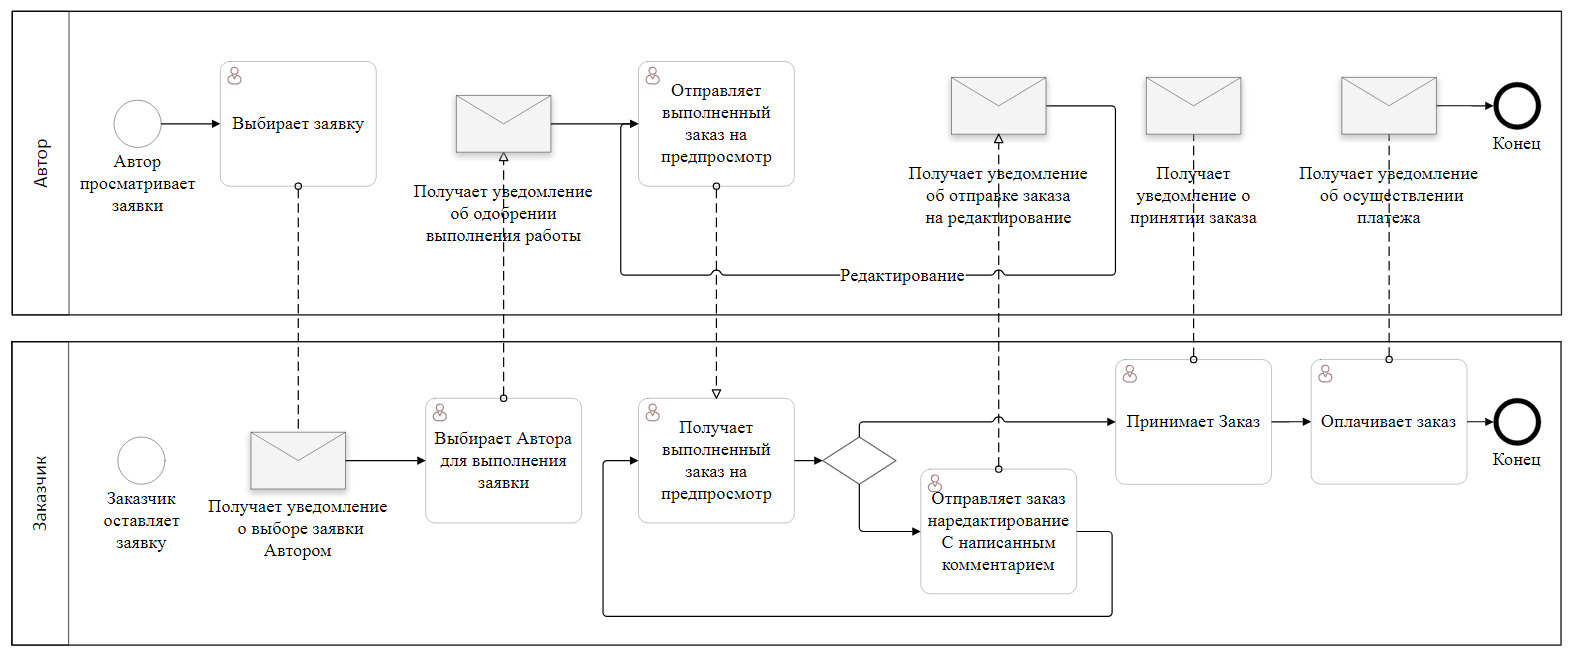 Автор
Автор
просматривает
заявки
Выбирает заявку
Получает уведомление
об одобрении
выполнения работы
Отправляет
выполненный
заказ на
предпросмотр
Получает уведомление
об отправке заказа
на редактирование
Получает
уведомление о
принятии заказа
Получает уведомление
об осуществлении
платежа
Конец
Редактирование
Заказчик
Заказчик
оставляет
заявку
Получает уведомление
о выборе заявки
Автором
Выбирает Автора
для выполнения
заявки
Получает
выполненный
заказ на
предпросмотр
Отправляет заказ
наредактирование
С написанным
комментарием
Принимает Заказ
Оплачивает заказ
Конец